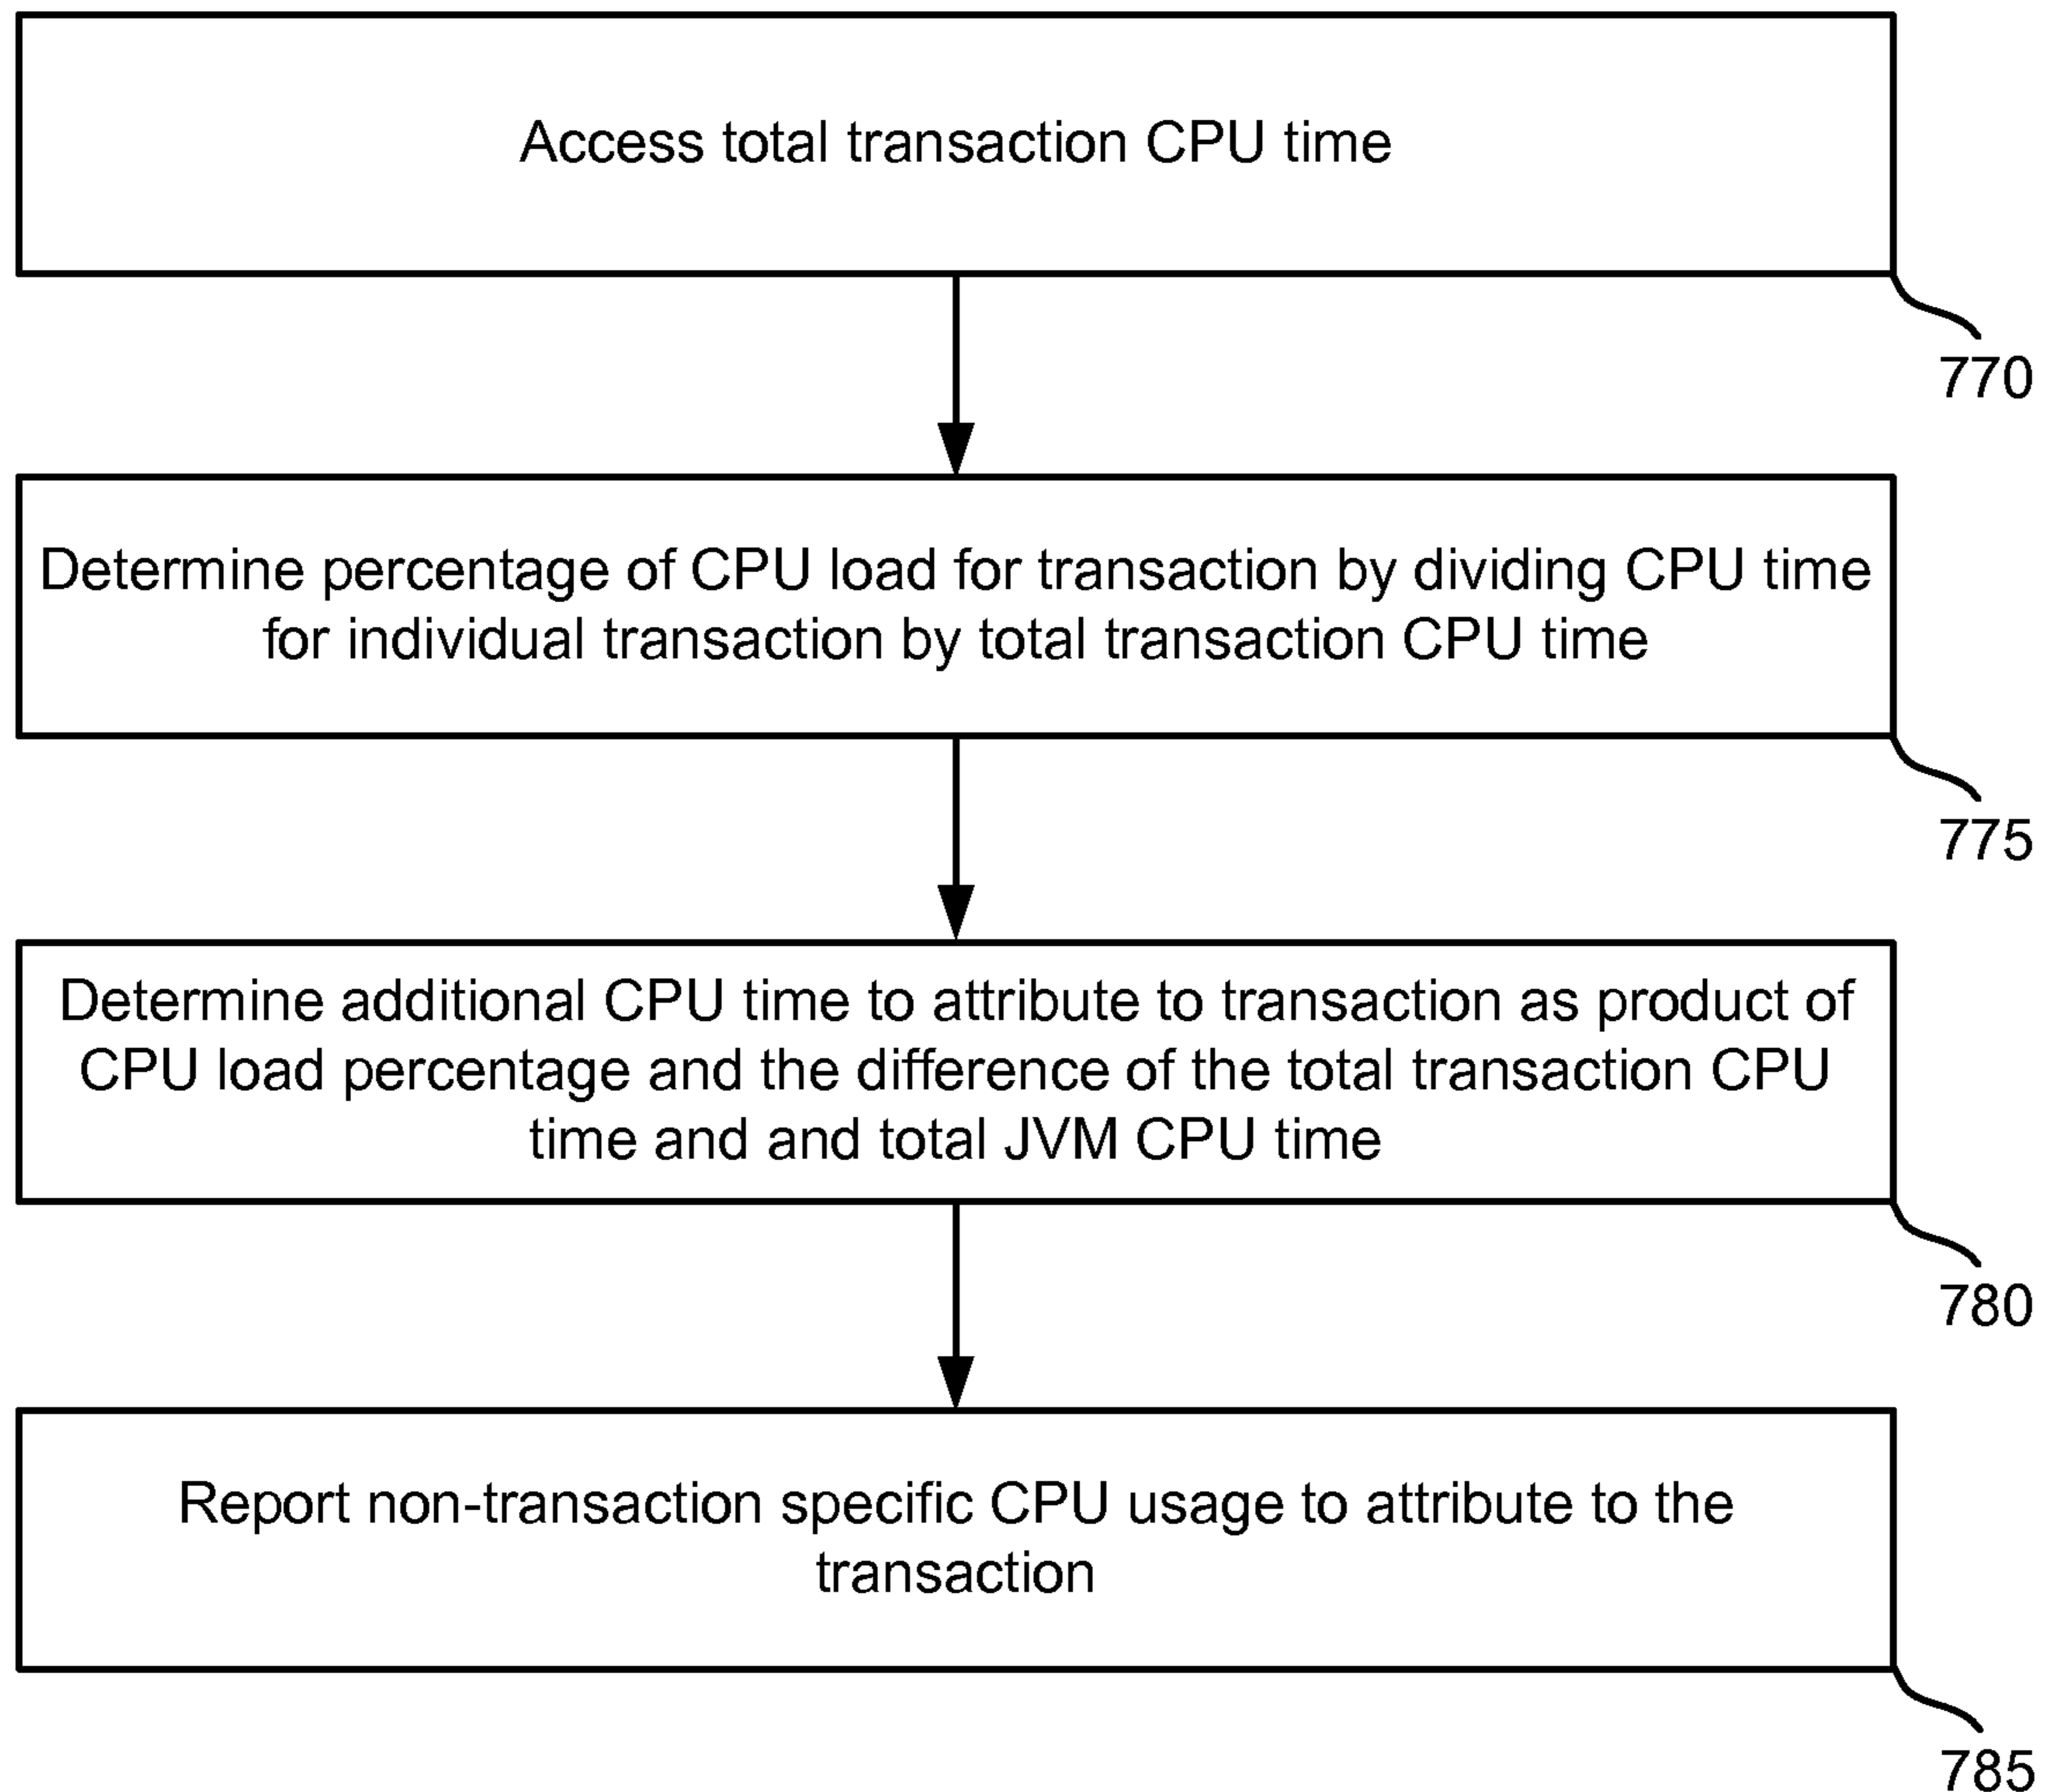 Access total transaction CPU time
770
Determine percentage of CPU load for transaction by dividing CPU time
for individual transaction by total transaction CPU time
775
Determine additional CPU time to attribute to transaction as product of
CPU load percentage and the difference of the total transaction CPU
time and and total JVM CPU time
780
Report non-transaction specific CPU usage to attribute to the
transaction
785